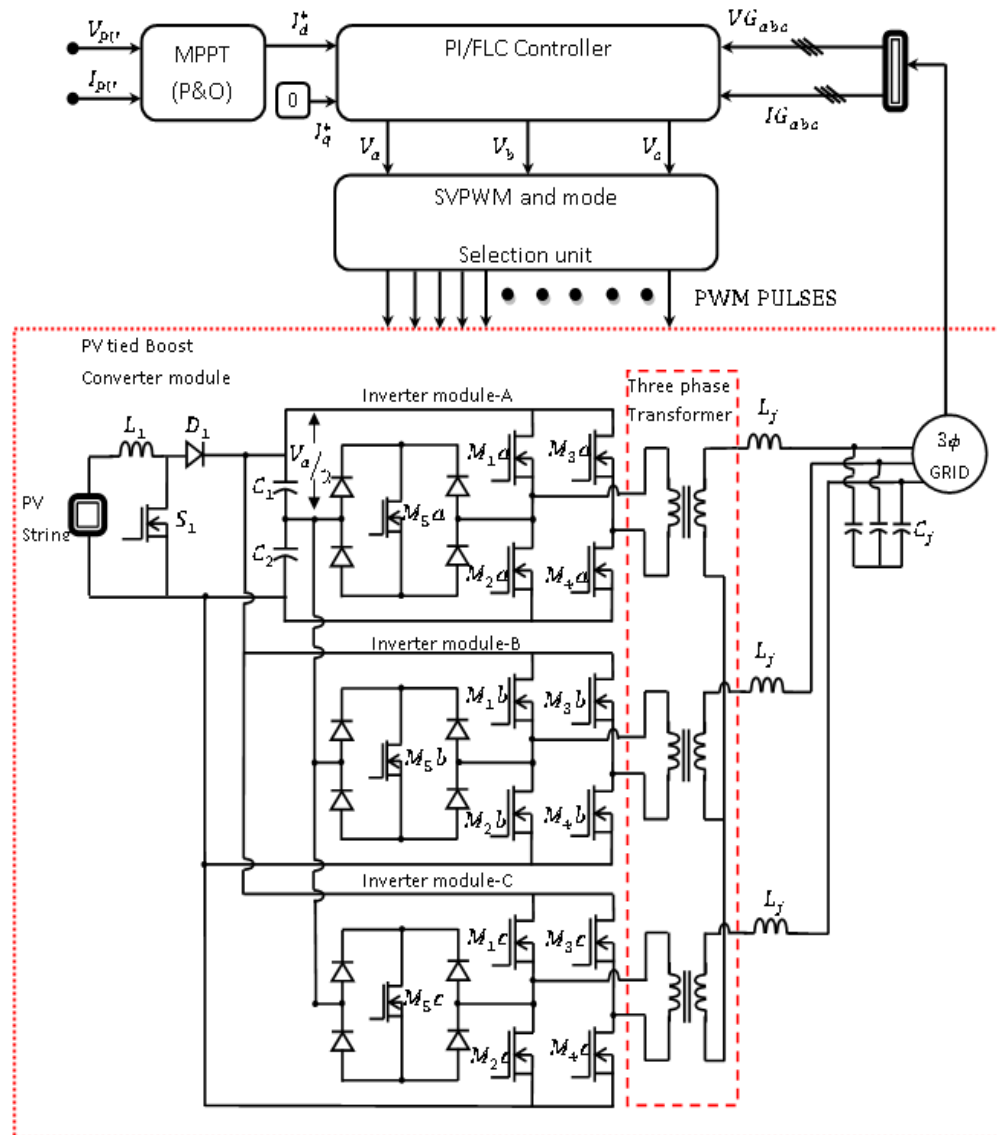 V_pv
I_pv
MPPT
(P&O)
I_d^*
0
I_q^*
PI/FLC Controller
VG_abc
IG_abc
V_a
V_b
V_c
SVPWM and mode
Selection unit
PWM PULSES
PV tied Boost
Converter module
Inverter module-A
Three phase
Transformer
L_1
D_1
V_a/2
C_1
C_2
S_1
PV
String
M_1a
M_3a
M_5a
M_2a
M_4a
L_f
3ϕ
GRID
C_f
Inverter module-B
M_1b
M_3b
M_5b
M_2b
M_4b
L_f
Inverter module-C
M_1c
M_3c
M_5c
M_2c
M_4c
L_f